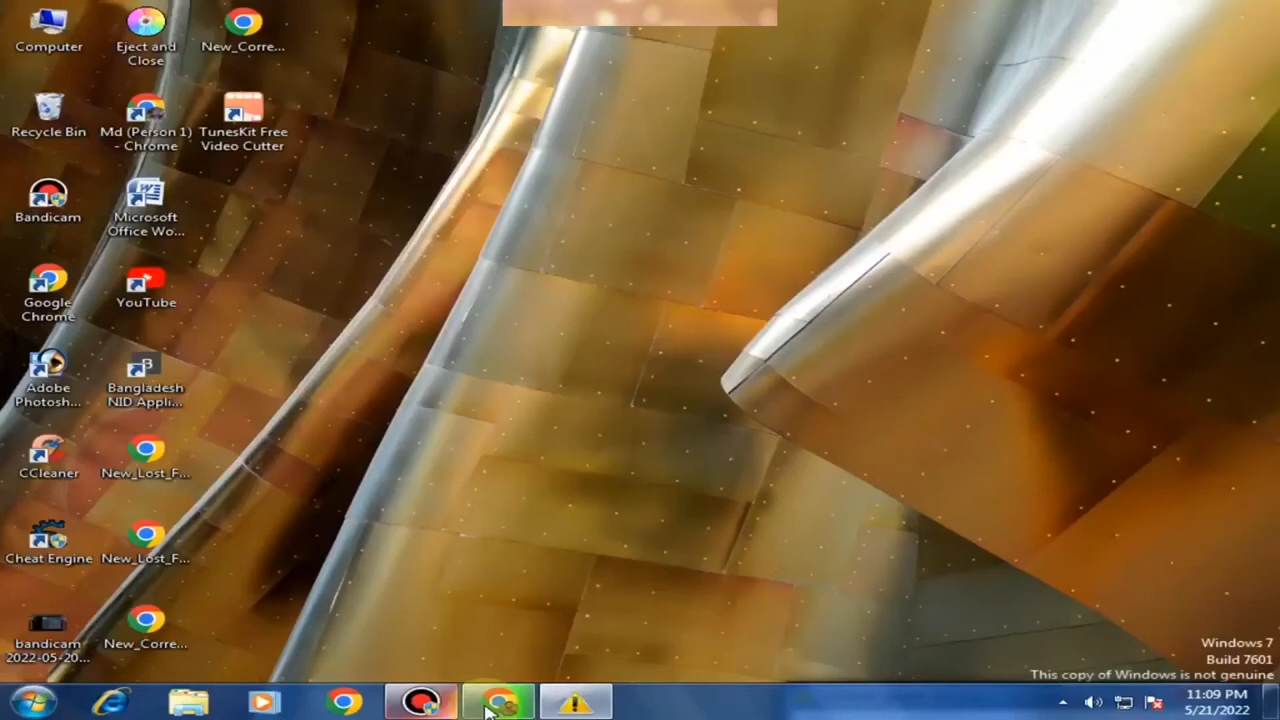 Computer
Eject and
Close
New_Corre...
Recycle Bin
Md (Person 1)
- Chrome
TunesKit Free
Video Cutter
Bandicam
Microsoft
Office Wo...
Google
Chrome
YouTube
Adobe
Photosh...
Bangladesh
NID Appli...
CCleaner
New_Lost_F...
Cheat Engine
New_Lost_F...
bandicam
2022-05-20...
New_Corre...
Windows 7
Build 7601
This copy of Windows is not genuine
11:09 PM
5/21/2022